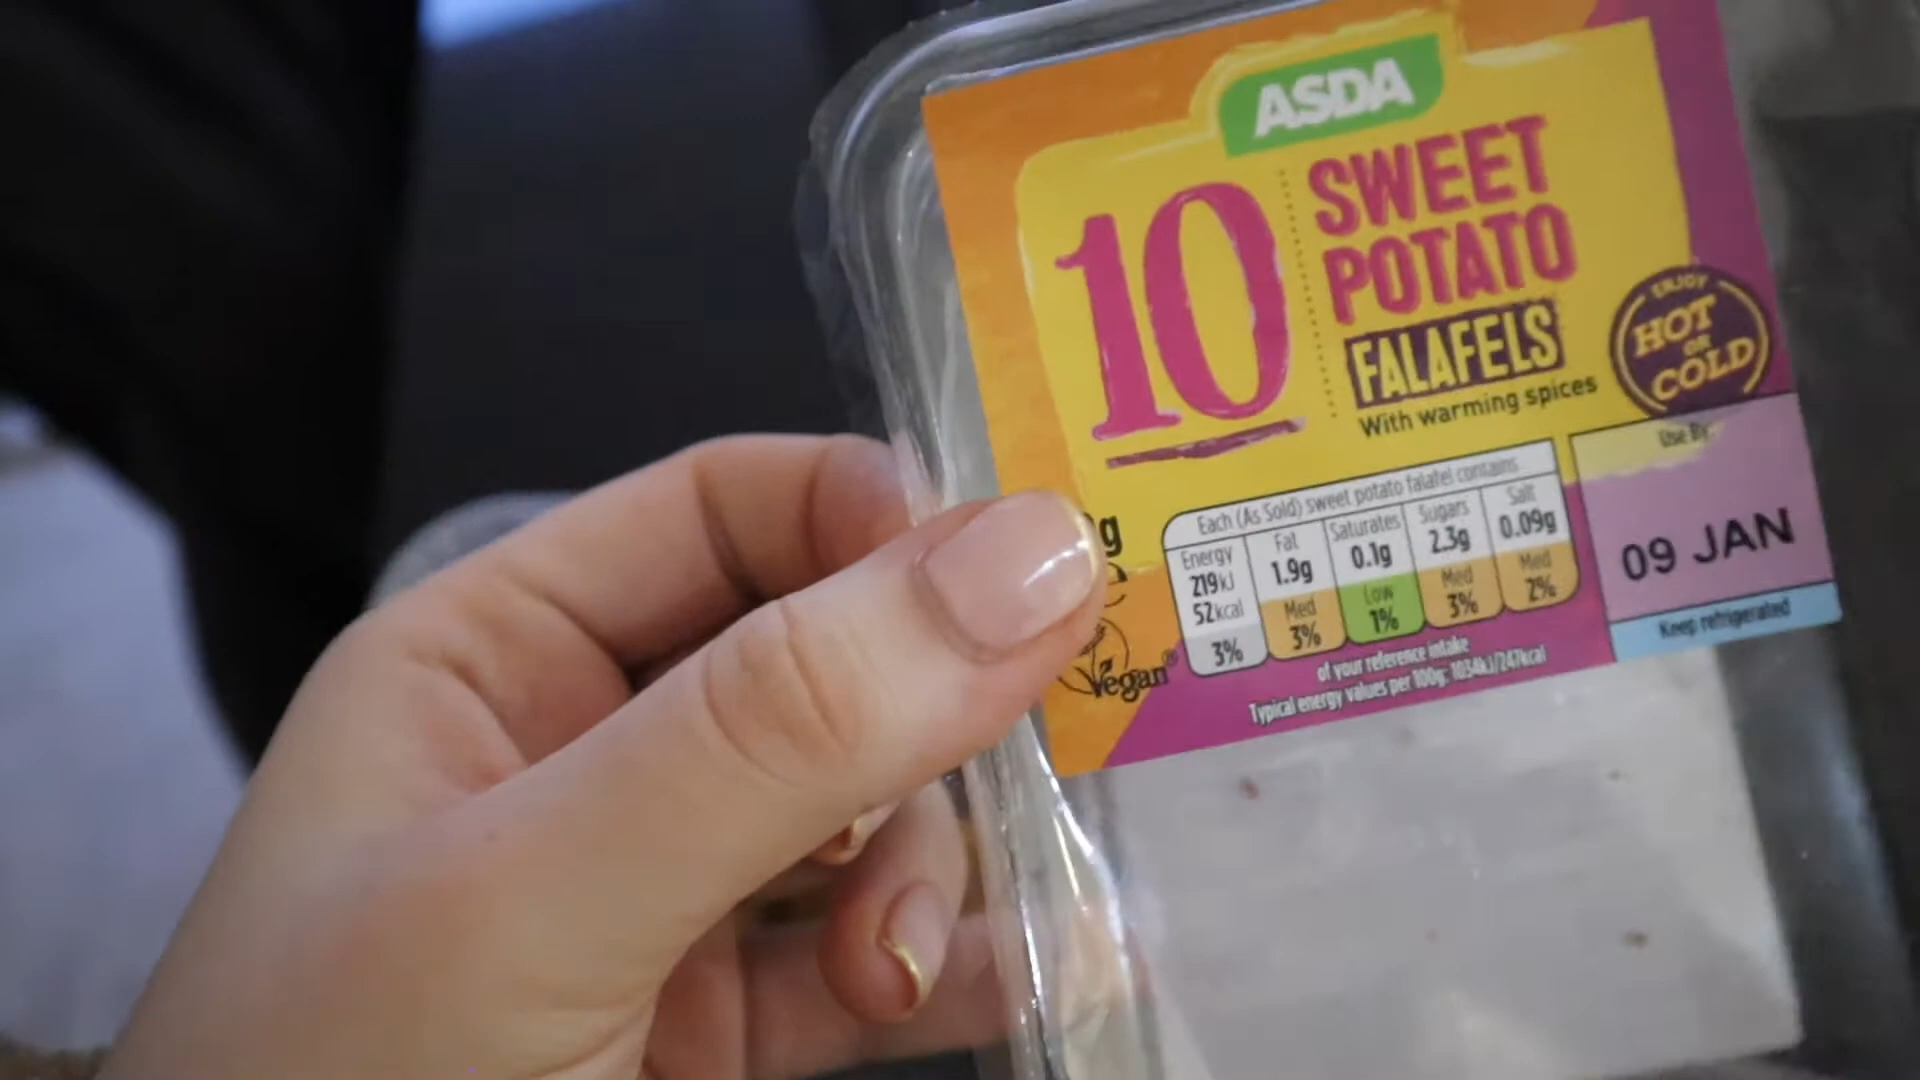 ASDA
10
SWEET
POTATO
FALAFELS
With warming spices
ENJOY
HOT
OR
COLD
Use By
09 JAN
Keep refrigerated
g
e
Vegan®
Each (As Sold) sweet potato falafel contains
Energy Fat Saturates Sugars Salt
219kJ 1.9g 0.1g 2.3g 0.09g
52kcal Med Low Med Med
3% 3% 1% 3% 2%
of your reference intake
Typical energy values per 100g: 1034kJ/247kcal